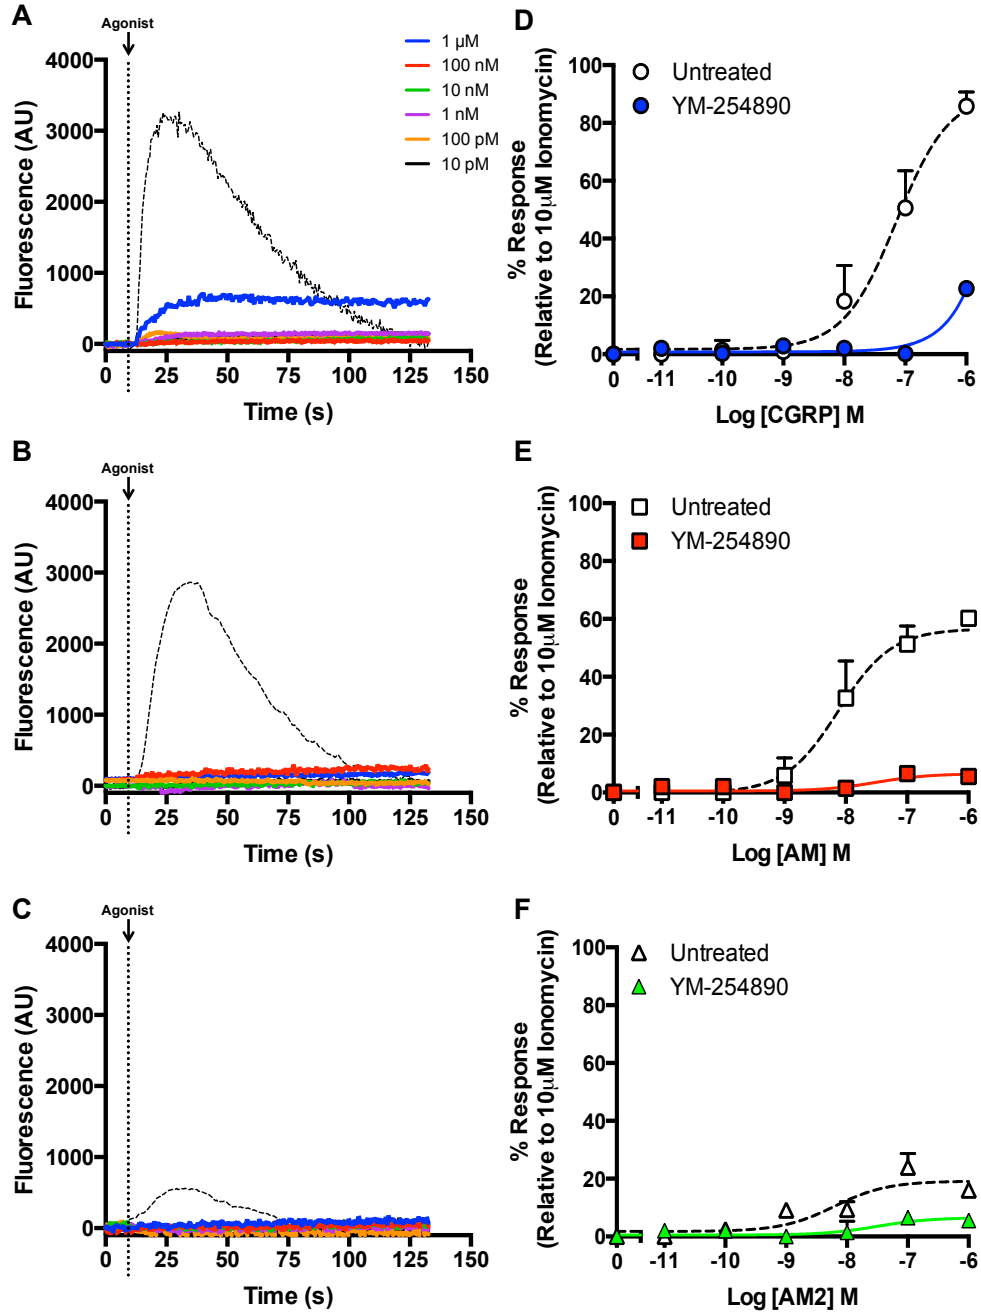 A
Agonist
4000
3000
2000
1000
0
Fluorescence (AU)
0 25 50 75 100 125 150
Time (s)
1 µM
100 nM
10 nM
1 nM
100 pM
10 pM
D
100
80
60
40
20
0
% Response
(Relative to 10µM Ionomycin)
Untreated
YM-254890
0 -11 -10 -9 -8 -7 -6
Log [CGRP] M
B
Agonist
4000
3000
2000
1000
0
Fluorescence (AU)
0 25 50 75 100 125 150
Time (s)
E
100
80
60
40
20
0
% Response
(Relative to 10µM Ionomycin)
Untreated
YM-254890
0 -11 -10 -9 -8 -7 -6
Log [AM] M
C
Agonist
4000
3000
2000
1000
0
Fluorescence (AU)
0 25 50 75 100 125 150
Time (s)
F
100
80
60
40
20
0
% Response
(Relative to 10µM Ionomycin)
Untreated
YM-254890
0 -11 -10 -9 -8 -7 -6
Log [AM2] M